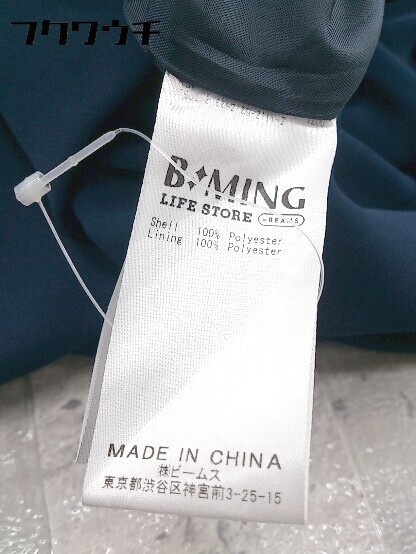 フクワウチ
B✧MING
LIFE STORE by BEAMS
Shell 100% Polyester
Lining 100% Polyester
MADE IN CHINA
㈱ビームス
東京都渋谷区神宮前3-25-15